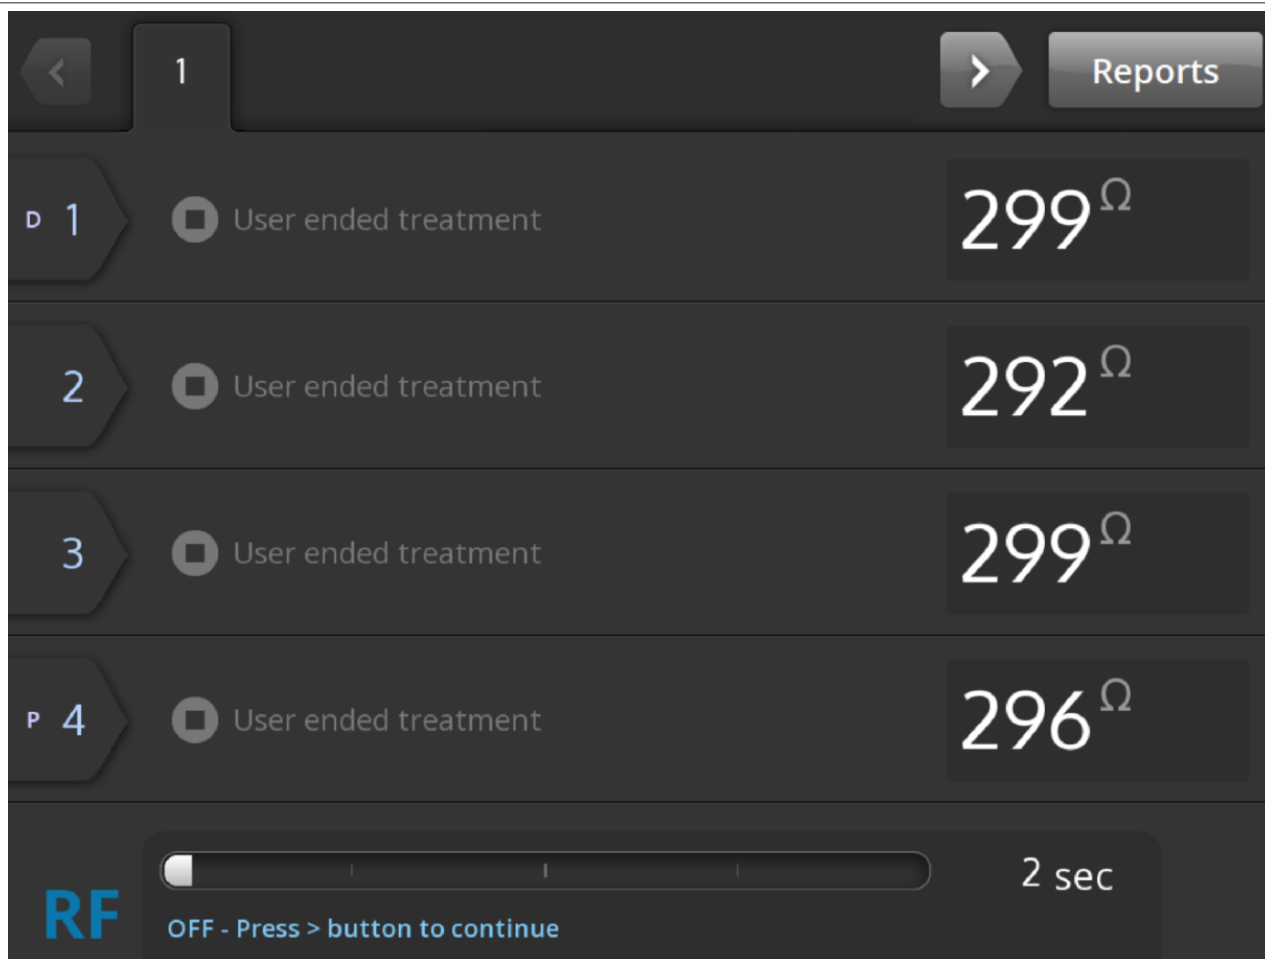 1
Reports
D 1 User ended treatment 299 Ω
2 User ended treatment 292 Ω
3 User ended treatment 299 Ω
P 4 User ended treatment 296 Ω
2 sec
RF
OFF - Press > button to continue